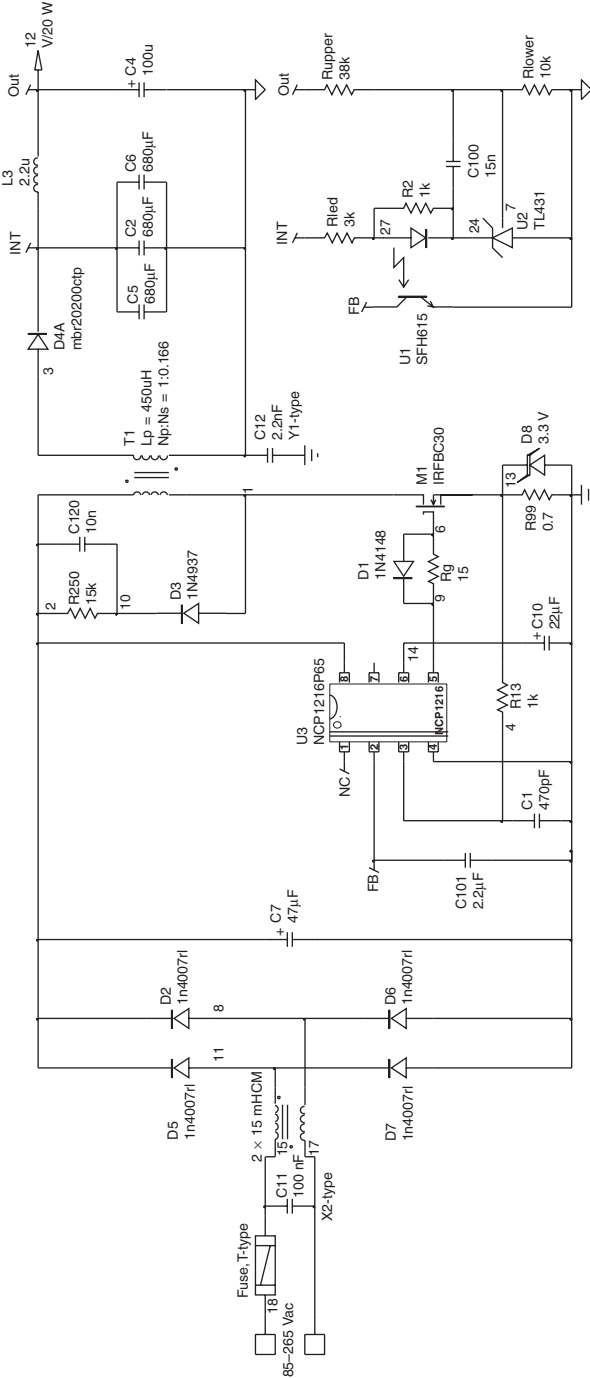 85–265 Vac
18
Fuse,T-type
C11
100 nF
X2-type
2 × 15 mHCM
15
17
D5
1n4007rl
11
D2
1n4007rl
8
D7
1n4007rl
D6
1n4007rl
+
C7
47μF
FB
C101
2.2μF
C1
470pF
NC
U3
NCP1216P65
1
2
3
4
8
7
6
5
NCP1216
4
R13
1k
14
+
C10
22μF
9
D1
1N4148
Rg
15
6
M1
IRFBC30
13
D8
3.3 V
R99
0.7
2
R250
15k
C120
10n
10
D3
1N4937
1
T1
Lp = 450uH
Np:Ns = 1:0.166
C12
2.2nF
Y1-type
3
D4A
mbr20200ctp
INT
C5
680μF
C2
680μF
C6
680μF
L3
2.2u
Out
12
V/20 W
+
C4
100u
FB
U1
SFH615
INT
Rled
3k
27
R2
1k
24
C100
15n
7
U2
TL431
Out
Rupper
38k
Rlower
10k